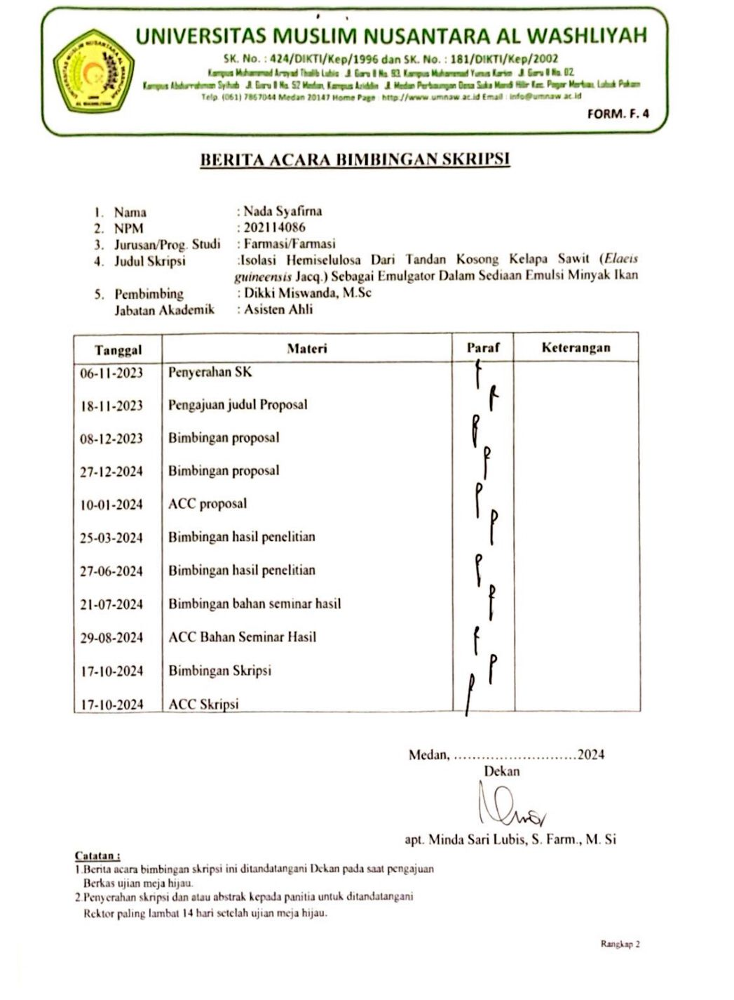 UNIVERSITAS MUSLIM NUSANTARA AL WASHLIYAH
SK. No. : 424/DIKTI/Kep/1996 dan SK. No. : 181/DIKTI/Kep/2002
Kampus Muhammad Arsyad Thalib Lubis Jl. Garu II No. 93, Kampus Muhammad Yunus Karim Jl. Garu II No. 02,
Kampus Abdurrahman Syihab Jl. Garu II No. 52 Medan, Kampus Aziddin Jl. Medan Perbaungan Desa Suka Mandi Hilir Kec. Pagar Merbau, Lubuk Pakam
Telp. (061) 7867044 Medan 20147 Home Page : http://www.umnaw.ac.id Email : info@umnaw.ac.id
FORM. F. 4
UNIVERSITAS MUSLIM NUSANTARA AL WASHLIYAH
UMN
AL WASHLIYAH
BERITA ACARA BIMBINGAN SKRIPSI
1. Nama : Nada Syafirna
2. NPM : 202114086
3. Jurusan/Prog. Studi : Farmasi/Farmasi
4. Judul Skripsi :Isolasi Hemiselulosa Dari Tandan Kosong Kelapa Sawit (Elaeis
guineensis Jacq.) Sebagai Emulgator Dalam Sediaan Emulsi Minyak Ikan
5. Pembimbing : Dikki Miswanda, M.Sc
Jabatan Akademik : Asisten Ahli
Tanggal Materi Paraf Keterangan
06-11-2023 Penyerahan SK
18-11-2023 Pengajuan judul Proposal
08-12-2023 Bimbingan proposal
27-12-2024 Bimbingan proposal
10-01-2024 ACC proposal
25-03-2024 Bimbingan hasil penelitian
27-06-2024 Bimbingan hasil penelitian
21-07-2024 Bimbingan bahan seminar hasil
29-08-2024 ACC Bahan Seminar Hasil
17-10-2024 Bimbingan Skripsi
17-10-2024 ACC Skripsi
Medan, ...........................2024
Dekan
apt. Minda Sari Lubis, S. Farm., M. Si
Catatan :
1.Berita acara bimbingan skripsi ini ditandatangani Dekan pada saat pengajuan
Berkas ujian meja hijau.
2.Penyerahan skripsi dan atau abstrak kepada panitia untuk ditandatangani
Rektor paling lambat 14 hari setelah ujian meja hijau.
Rangkap 2